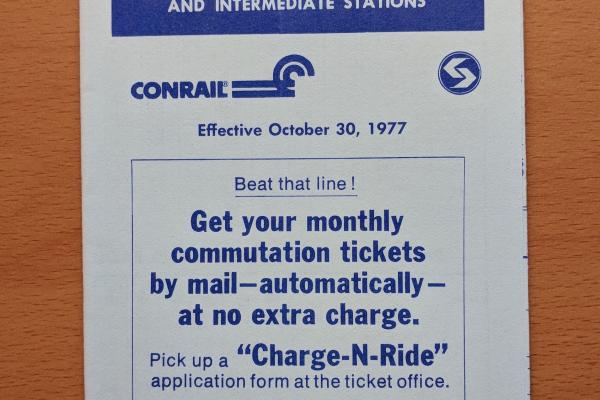 AND INTERMEDIATE STATIONS
CONRAIL®
Effective October 30, 1977
Beat that line!
Get your monthly
commutation tickets
by mail—automatically—
at no extra charge.
Pick up a "Charge-N-Ride"
application form at the ticket office.